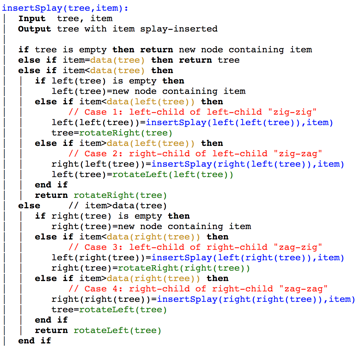 insertSplay(tree,item):
| Input tree, item
| Output tree with item splay-inserted
|
| if tree is empty then return new node containing item
| else if item=data(tree) then return tree
| else if item<data(tree) then
| | if left(tree) is empty then
| | left(tree)=new node containing item
| | else if item<data(left(tree)) then
| | // Case 1: left-child of left-child "zig-zig"
| | left(left(tree))=insertSplay(left(left(tree)),item)
| | tree=rotateRight(tree)
| | else if item>data(left(tree)) then
| | // Case 2: right-child of left-child "zig-zag"
| | right(left(tree))=insertSplay(right(left(tree)),item)
| | left(tree)=rotateLeft(left(tree))
| | end if
| | return rotateRight(tree)
| else // item>data(tree)
| | if right(tree) is empty then
| | right(tree)=new node containing item
| | else if item<data(right(tree)) then
| | // Case 3: left-child of right-child "zag-zig"
| | left(right(tree))=insertSplay(left(right(tree)),item)
| | right(tree)=rotateRight(right(tree))
| | else if item>data(right(tree)) then
| | // Case 4: right-child of right-child "zag-zag"
| | right(right(tree))=insertSplay(right(right(tree)),item)
| | tree=rotateLeft(tree)
| | end if
| | return rotateLeft(tree)
| end if